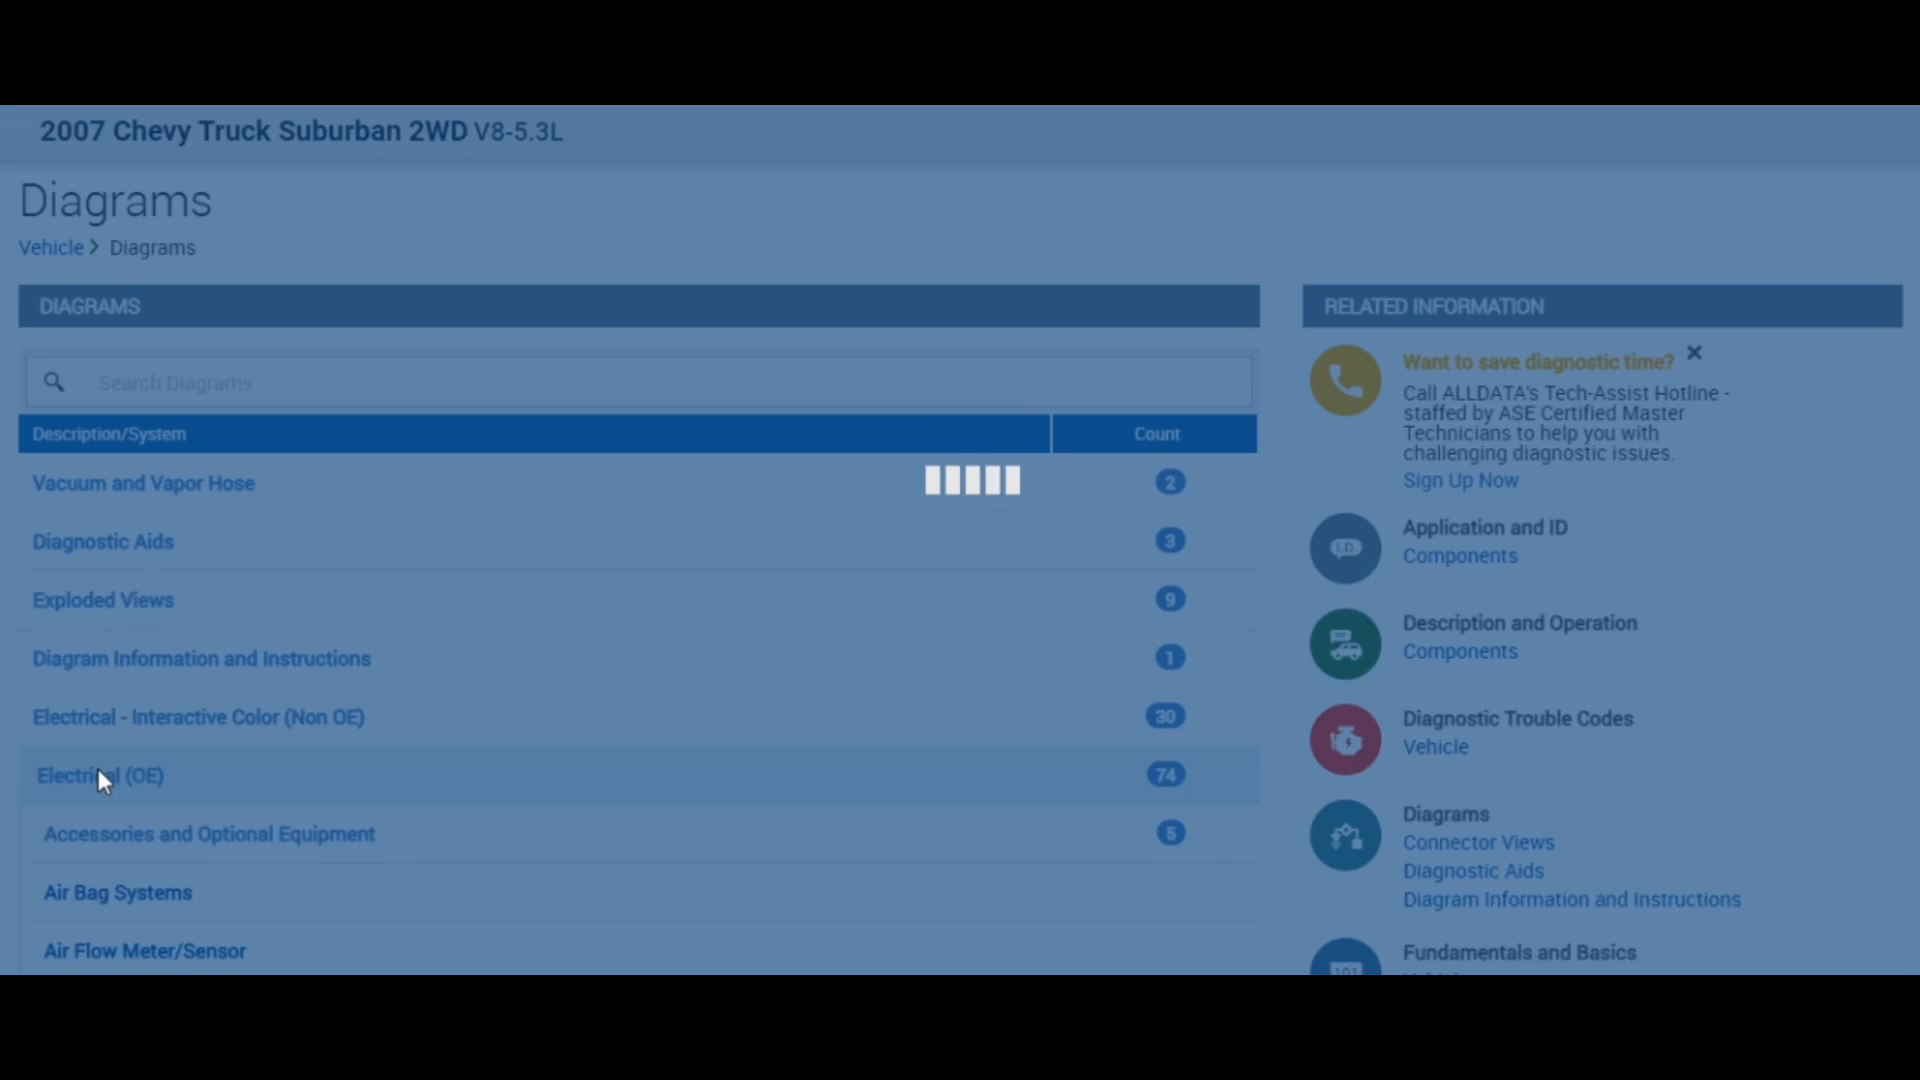 2007 Chevy Truck Suburban 2WD V8-5.3L
Diagrams
Vehicle > Diagrams
DIAGRAMS
Search Diagrams
Description/System Count
Vacuum and Vapor Hose 2
Diagnostic Aids 3
Exploded Views 9
Diagram Information and Instructions 1
Electrical - Interactive Color (Non OE) 30
Electrical (OE) 74
Accessories and Optional Equipment 5
Air Bag Systems
Air Flow Meter/Sensor
RELATED INFORMATION
Want to save diagnostic time?
Call ALLDATA's Tech-Assist Hotline -
staffed by ASE Certified Master
Technicians to help you with
challenging diagnostic issues.
Sign Up Now
I.D.
Application and ID
Components
Description and Operation
Components
Diagnostic Trouble Codes
Vehicle
Diagrams
Connector Views
Diagnostic Aids
Diagram Information and Instructions
101
Fundamentals and Basics